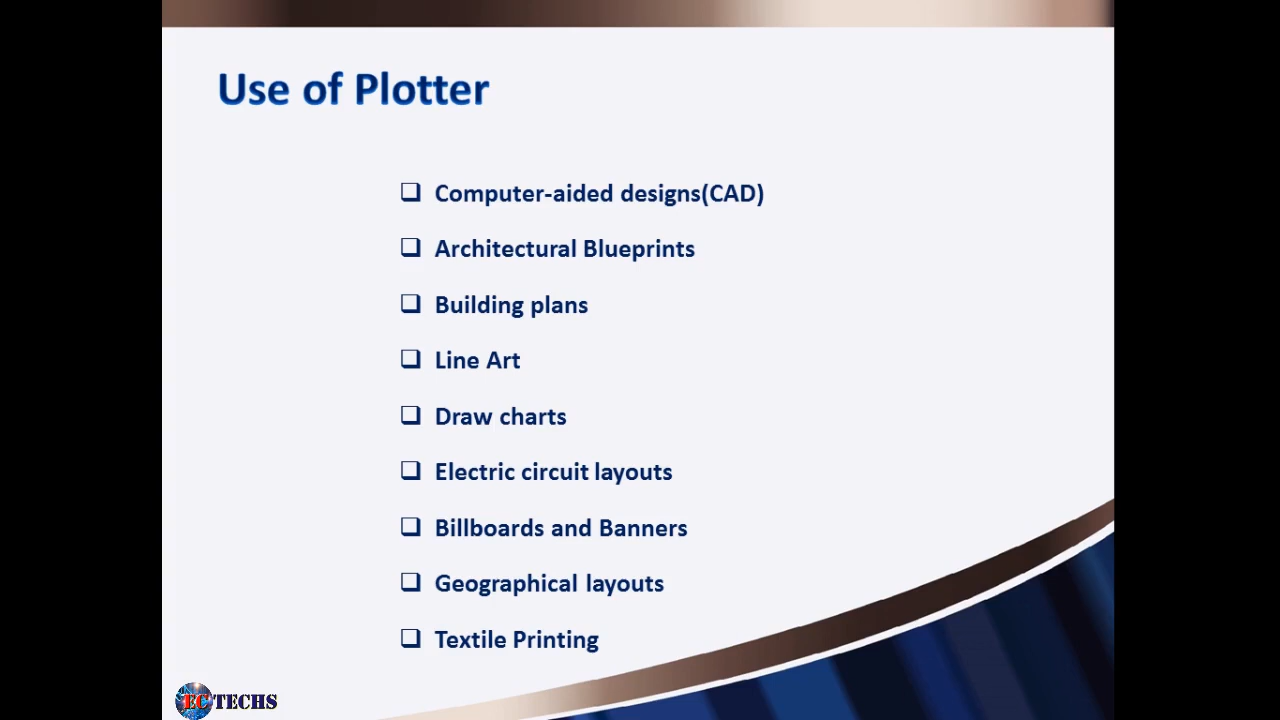 Use of Plotter
Computer-aided designs(CAD)
Architectural Blueprints
Building plans
Line Art
Draw charts
Electric circuit layouts
Billboards and Banners
Geographical layouts
Textile Printing
EC TECHS